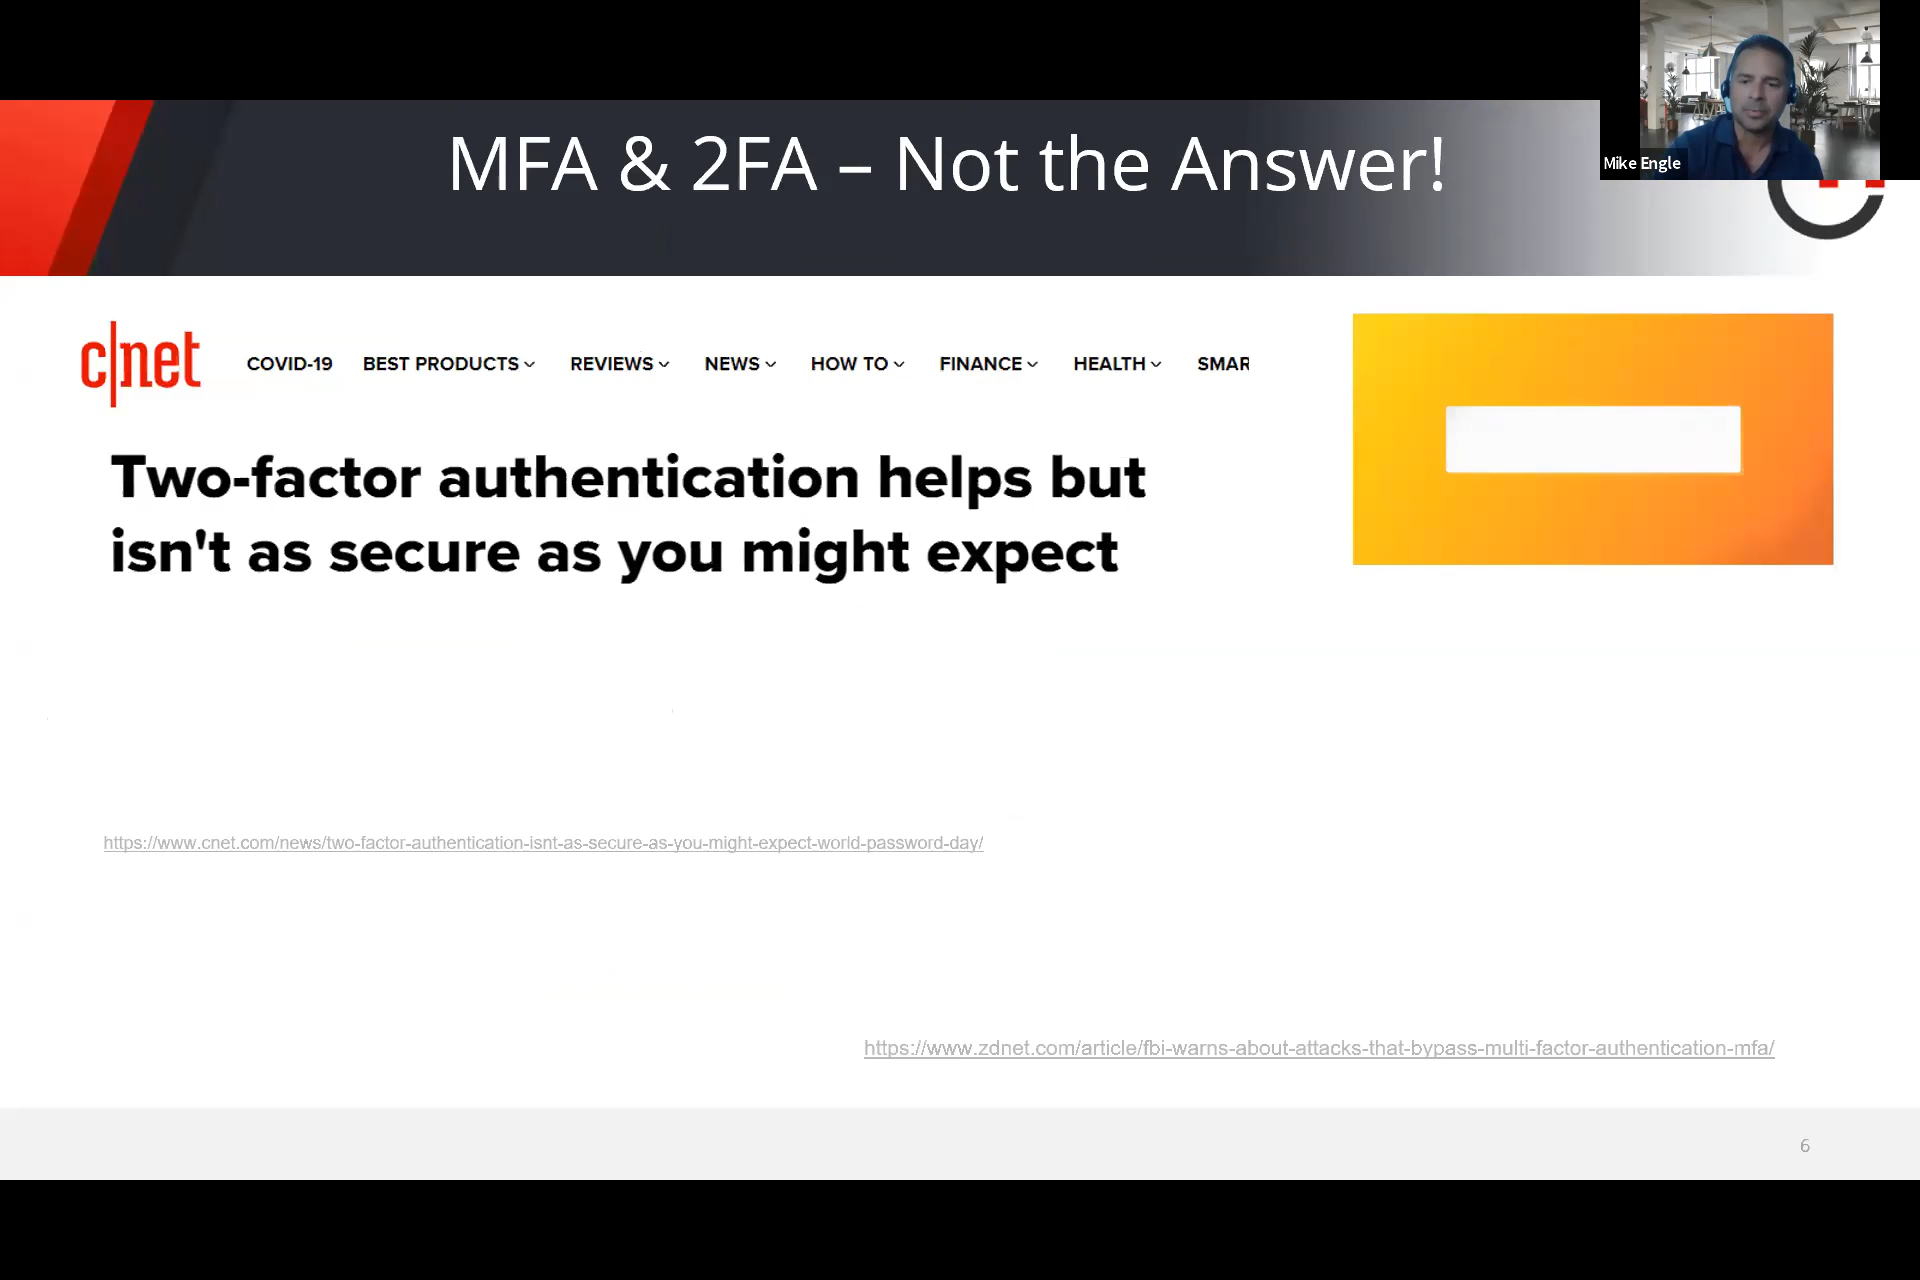 MFA & 2FA – Not the Answer!
Mike Engle
c|net
COVID-19 BEST PRODUCTS REVIEWS NEWS HOW TO FINANCE HEALTH SMAR
Two-factor authentication helps but
isn't as secure as you might expect
https://www.cnet.com/news/two-factor-authentication-isnt-as-secure-as-you-might-expect-world-password-day/
https://www.zdnet.com/article/fbi-warns-about-attacks-that-bypass-multi-factor-authentication-mfa/
6